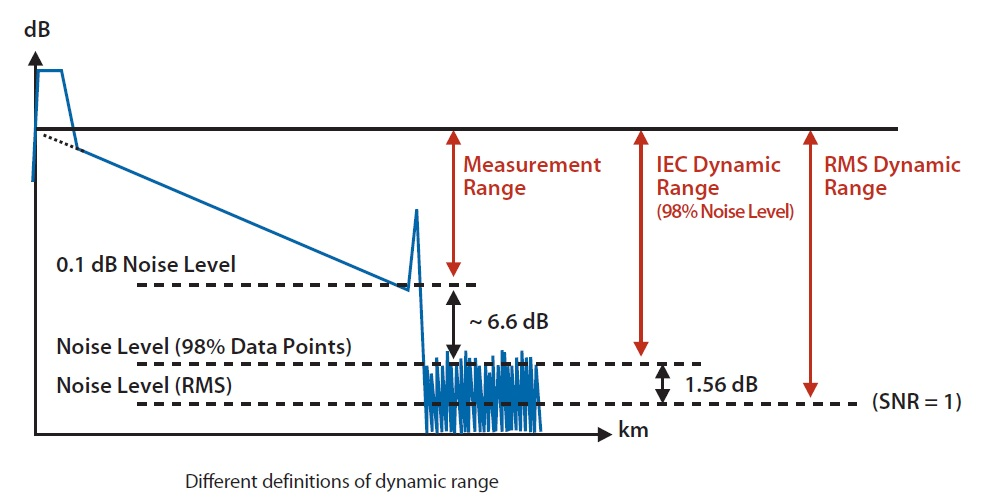 dB
Measurement
Range
IEC Dynamic
Range
(98% Noise Level)
RMS Dynamic
Range
0.1 dB Noise Level
~ 6.6 dB
Noise Level (98% Data Points)
Noise Level (RMS)
1.56 dB
(SNR = 1)
km
Different definitions of dynamic range